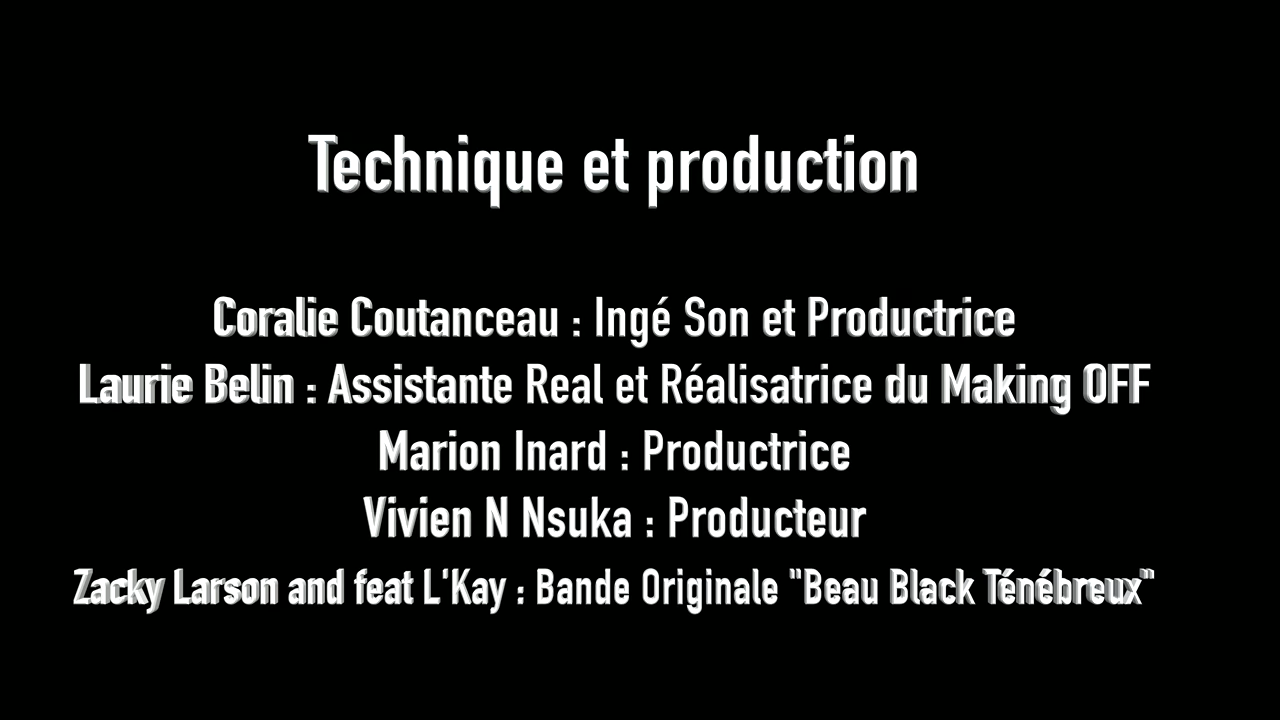 Technique et production
Coralie Coutanceau : Ingé Son et Productrice
Laurie Belin : Assistante Real et Réalisatrice du Making OFF
Marion Inard : Productrice
Vivien N Nsuka : Producteur
Zacky Larson and feat L'Kay : Bande Originale "Beau Black Ténébreux"